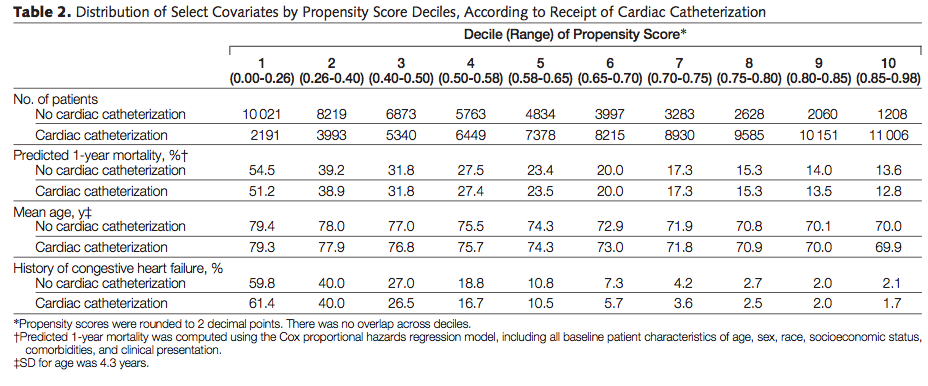 Table 2. Distribution of Select Covariates by Propensity Score Deciles, According to Receipt of Cardiac Catheterization
Decile (Range) of Propensity Score*
1 2 3 4 5 6 7 8 9 10
(0.00-0.26) (0.26-0.40) (0.40-0.50) (0.50-0.58) (0.58-0.65) (0.65-0.70) (0.70-0.75) (0.75-0.80) (0.80-0.85) (0.85-0.98)
No. of patients
No cardiac catheterization 10 021 8219 6873 5763 4834 3997 3283 2628 2060 1208
Cardiac catheterization 2191 3993 5340 6449 7378 8215 8930 9585 10 151 11 006
Predicted 1-year mortality, %†
No cardiac catheterization 54.5 39.2 31.8 27.5 23.4 20.0 17.3 15.3 14.0 13.6
Cardiac catheterization 51.2 38.9 31.8 27.4 23.5 20.0 17.3 15.3 13.5 12.8
Mean age, y‡
No cardiac catheterization 79.4 78.0 77.0 75.5 74.3 72.9 71.9 70.8 70.1 70.0
Cardiac catheterization 79.3 77.9 76.8 75.7 74.3 73.0 71.8 70.9 70.0 69.9
History of congestive heart failure, %
No cardiac catheterization 59.8 40.0 27.0 18.8 10.8 7.3 4.2 2.7 2.0 2.1
Cardiac catheterization 61.4 40.0 26.5 16.7 10.5 5.7 3.6 2.5 2.0 1.7
*Propensity scores were rounded to 2 decimal points. There was no overlap across deciles.
†Predicted 1-year mortality was computed using the Cox proportional hazards regression model, including all baseline patient characteristics of age, sex, race, socioeconomic status,
comorbidities, and clinical presentation.
‡SD for age was 4.3 years.